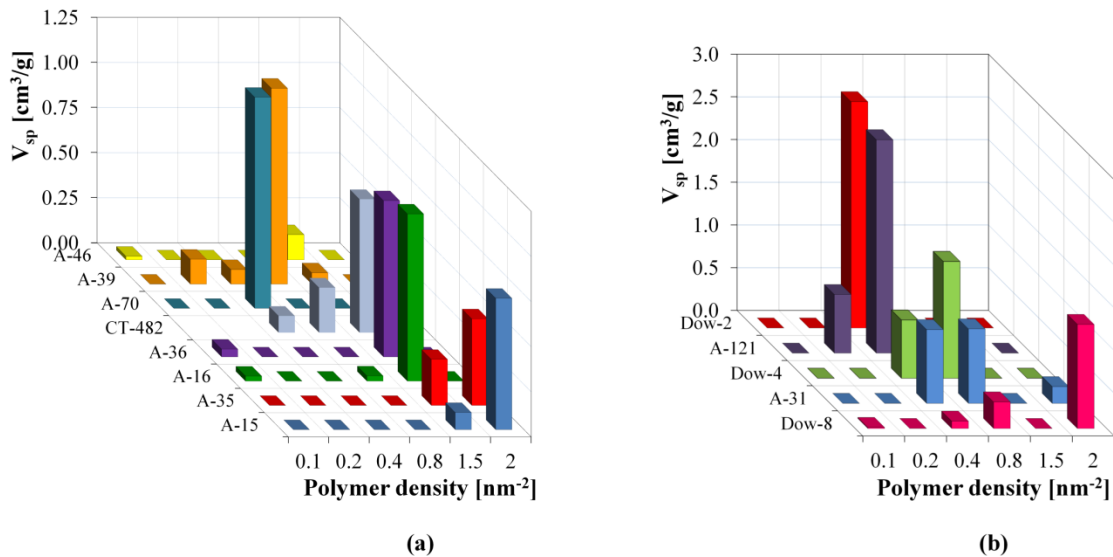 1.25
1.00
0.75
0.50
0.25
0.00
V_sp [cm³/g]
A-46
A-39
A-70
CT-482
A-36
A-16
A-35
A-15
0.1 0.2 0.4 0.8 1.5 2
Polymer density [nm⁻²]
(a)
3.0
2.5
2.0
1.5
1.0
0.5
0.0
V_sp [cm³/g]
Dow-2
A-121
Dow-4
A-31
Dow-8
0.1 0.2 0.4 0.8 1.5 2
Polymer density [nm⁻²]
(b)